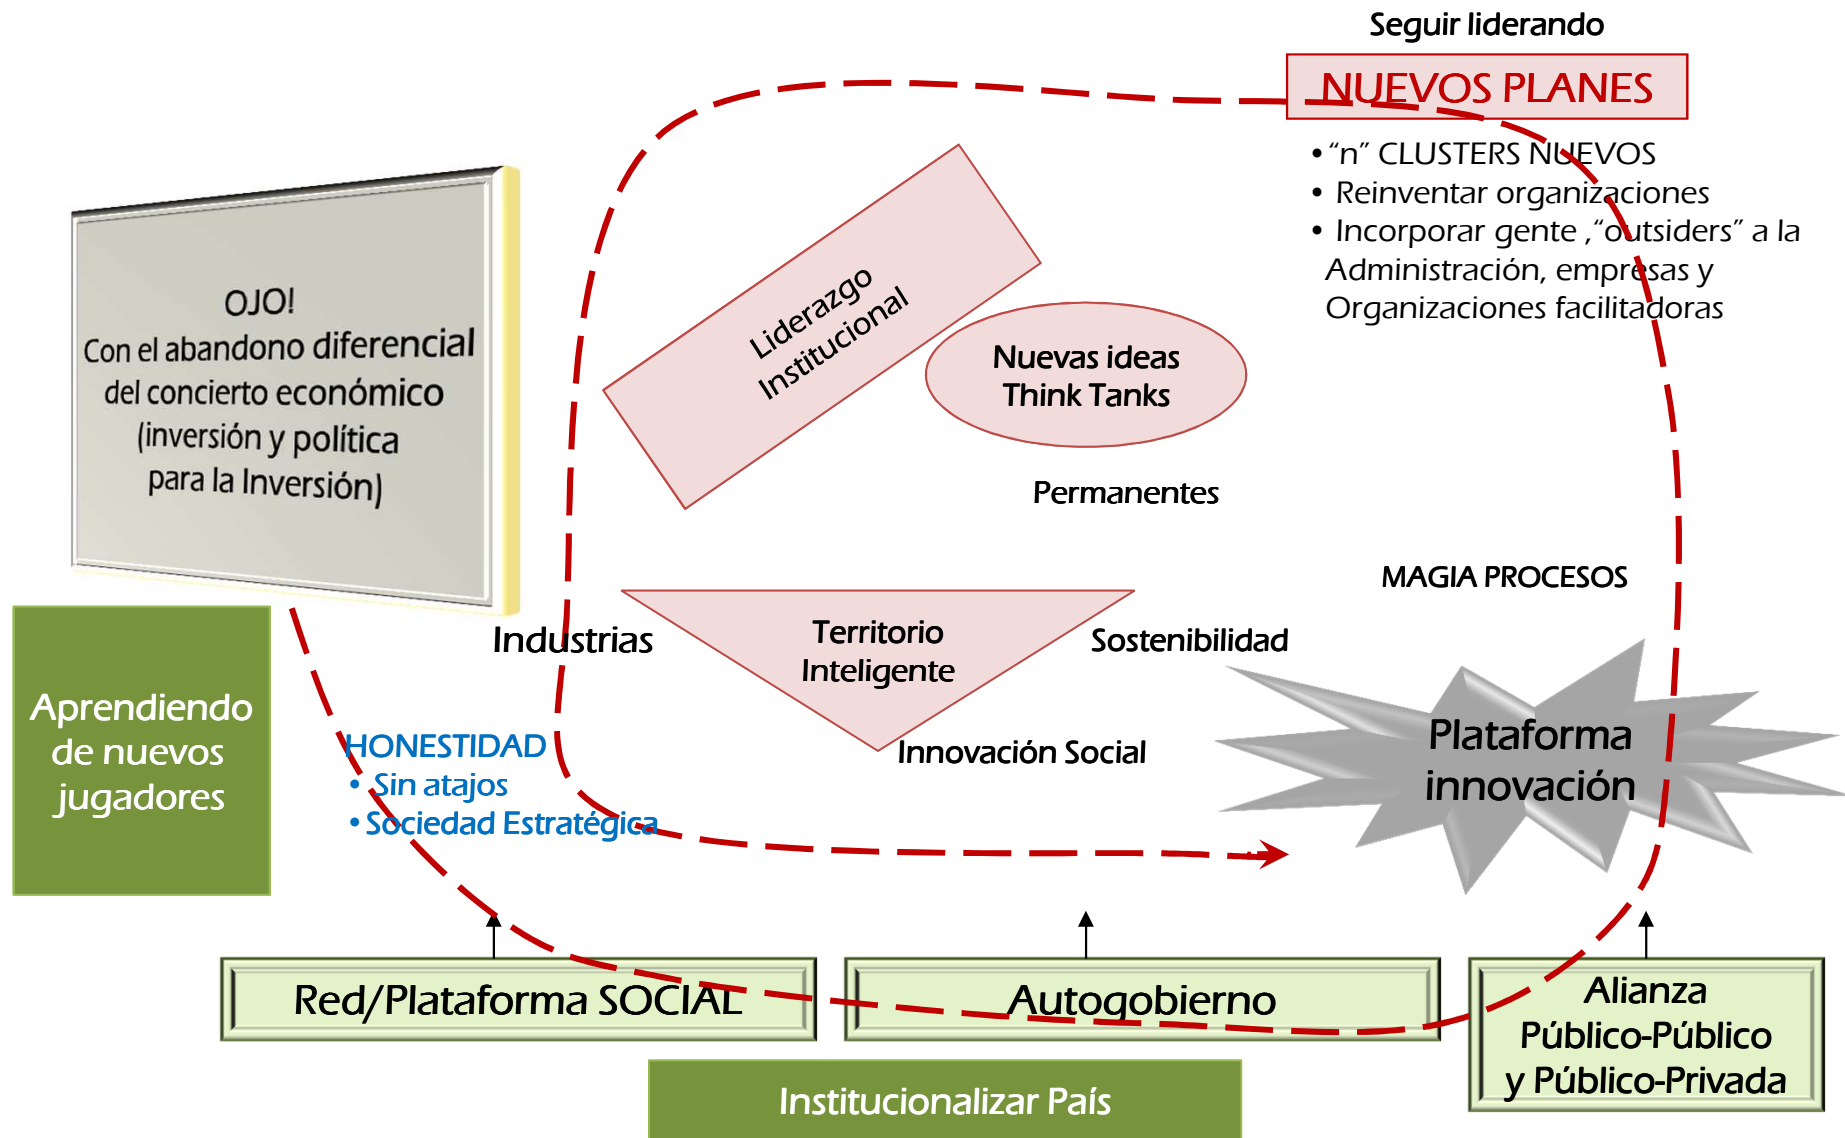 Seguir liderando
NUEVOS PLANES
• “n” CLUSTERS NUEVOS
• Reinventar organizaciones
• Incorporar gente ,“outsiders” a la
Administración, empresas y
Organizaciones facilitadoras
OJO!
Con el abandono diferencial
del concierto económico
(inversión y política
para la Inversión)
Liderazgo
Institucional
Nuevas ideas
Think Tanks
Permanentes
MAGIA PROCESOS
Industrias
Territorio
Inteligente
Sostenibilidad
Innovación Social
Aprendiendo
de nuevos
jugadores
HONESTIDAD
• Sin atajos
• Sociedad Estratégica
Plataforma
innovación
Red/Plataforma SOCIAL
Autogobierno
Alianza
Público-Público
y Público-Privada
Institucionalizar País